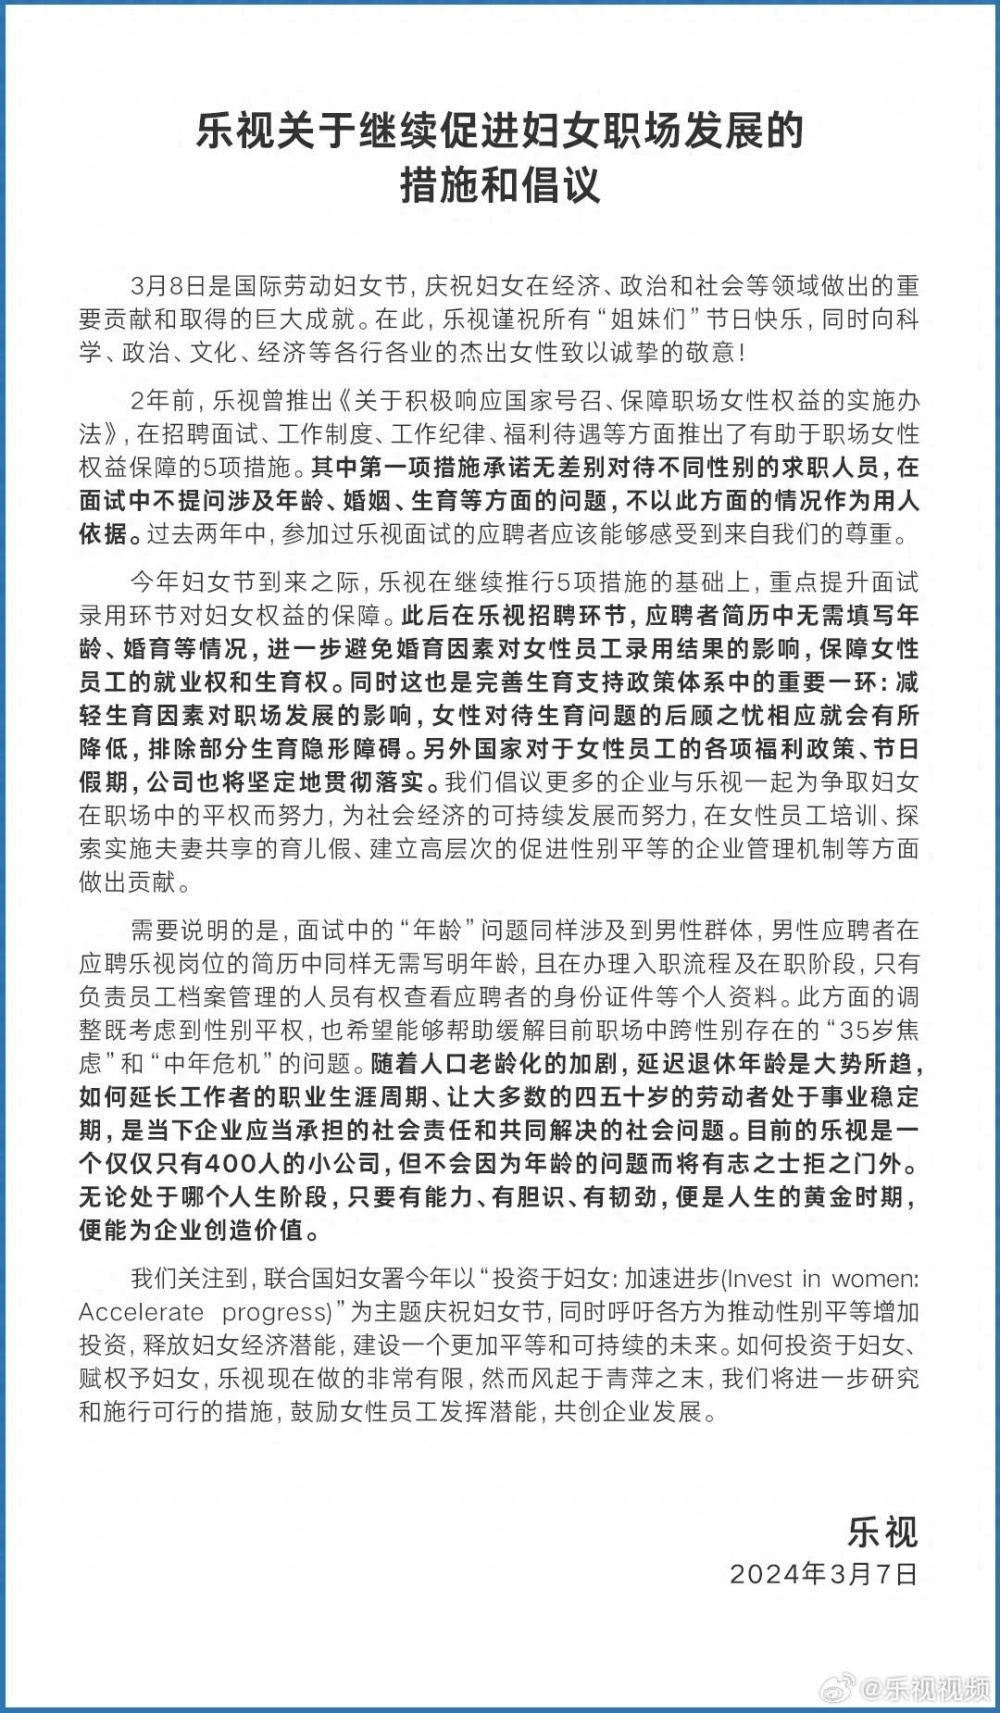 乐视关于继续促进妇女职场发展的
措施和倡议
3月8日是国际劳动妇女节，庆祝妇女在经济、政治和社会等领域做出的重
要贡献和取得的巨大成就。在此，乐视谨祝所有“姐妹们”节日快乐，同时向科
学、政治、文化、经济等各行各业的杰出女性致以诚挚的敬意！
2年前，乐视曾推出《关于积极响应国家号召、保障职场女性权益的实施办
法》，在招聘面试、工作制度、工作纪律、福利待遇等方面推出了有助于职场女性
权益保障的5项措施。其中第一项措施承诺无差别对待不同性别的求职人员，在
面试中不提问涉及年龄、婚姻、生育等方面的问题，不以此方面的情况作为用人
依据。过去两年中，参加过乐视面试的应聘者应该能够感受到来自我们的尊重。
今年妇女节到来之际，乐视在继续推行5项措施的基础上，重点提升面试
录用环节对妇女权益的保障。此后在乐视招聘环节，应聘者简历中无需填写年
龄、婚育等情况，进一步避免婚育因素对女性员工录用结果的影响，保障女性
员工的就业权和生育权。同时这也是完善生育支持政策体系中的重要一环：减
轻生育因素对职场发展的影响，女性对待生育问题的后顾之忧相应就会有所
降低，排除部分生育隐形障碍。另外国家对于女性员工的各项福利政策、节日
假期，公司也将坚定地贯彻落实。我们倡议更多的企业与乐视一起为争取妇女
在职场中的平权而努力，为社会经济的可持续发展而努力，在女性员工培训、探
索实施夫妻共享的育儿假、建立高层次的促进性别平等的企业管理机制等方面
做出贡献。
需要说明的是，面试中的“年龄”问题同样涉及到男性群体，男性应聘者在
应聘乐视岗位的简历中同样无需写明年龄，且在办理入职流程及在职阶段，只有
负责员工档案管理的人员有权查看应聘者的身份证件等个人资料。此方面的调
整既考虑到性别平权，也希望能够帮助缓解目前职场中跨性别存在的“35岁焦
虑”和“中年危机”的问题。随着人口老龄化的加剧，延迟退休年龄是大势所趋，
如何延长工作者的职业生涯周期、让大多数的四五十岁的劳动者处于事业稳定
期，是当下企业应当承担的社会责任和共同解决的社会问题。目前的乐视是一
个仅仅只有400人的小公司，但不会因为年龄的问题而将有志之士拒之门外。
无论处于哪个人生阶段，只要有能力、有胆识、有韧劲，便是人生的黄金时期，
便能为企业创造价值。
我们关注到，联合国妇女署今年以“投资于妇女：加速进步(Invest in women:
Accelerate progress)”为主题庆祝妇女节，同时呼吁各方为推动性别平等增加
投资，释放妇女经济潜能，建设一个更加平等和可持续的未来。如何投资于妇女、
赋权予妇女，乐视现在做的非常有限，然而风起于青萍之末，我们将进一步研究
和施行可行的措施，鼓励女性员工发挥潜能，共创企业发展。
乐视
2024年3月7日
@乐视视频